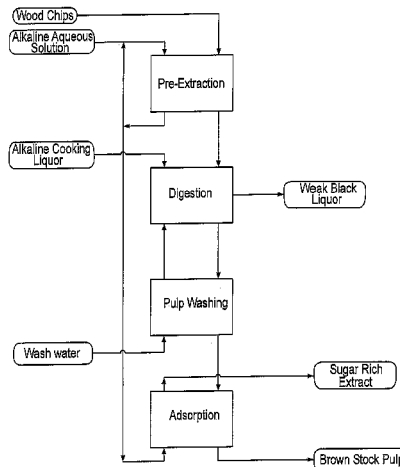 Wood Chips
Alkaline Aqueous
Solution
Pre-Extraction
Alkaline Cooking
Liquor
Digestion
Weak Black
Liquor
Pulp Washing
Wash water
Sugar Rich
Extract
Adsorption
Brown Stock Pulp